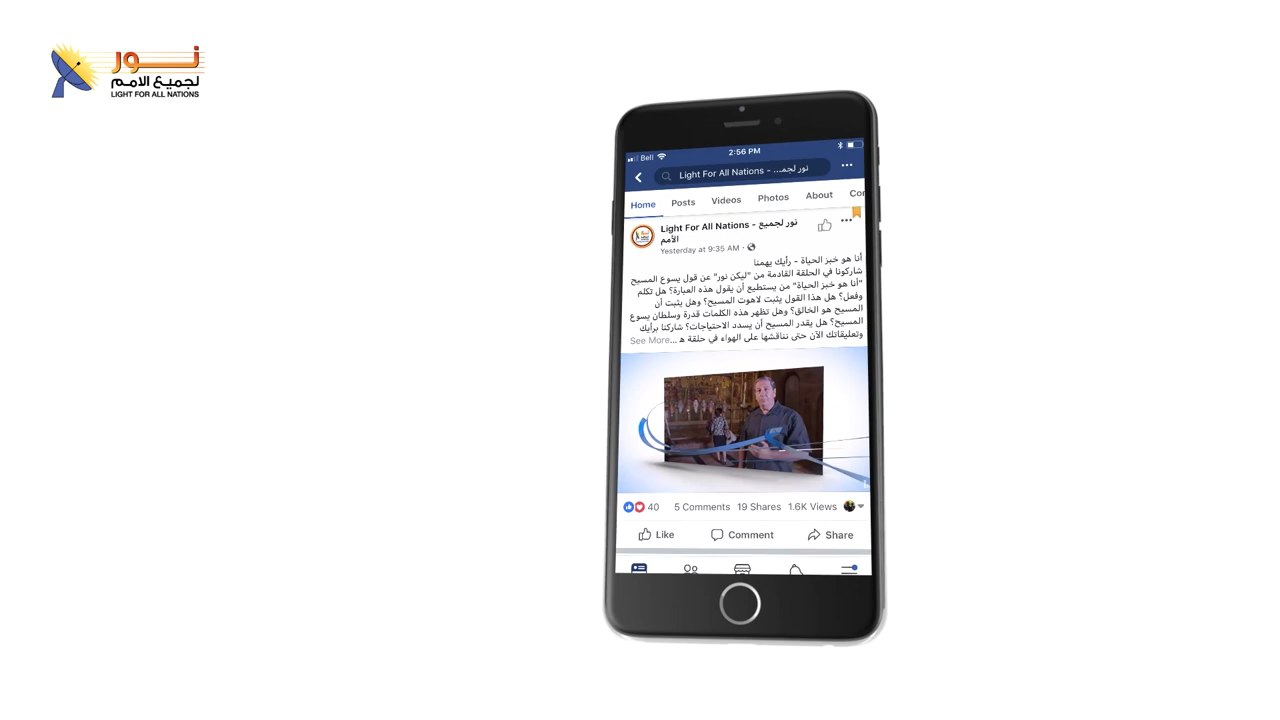 نور
لجميع الامم
LIGHT FOR ALL NATIONS
Bell
2:56 PM
Light For All Nations - نور لجمـ...
Home Posts Videos Photos About Cor
Light For All Nations - نور لجميع
الأمم
Yesterday at 9:35 AM
أنا هو خبز الحياة - رأيك يهمنا
شاركونا في الحلقة القادمة من "ليكن نور" عن قول يسوع المسيح
"أنا هو خبز الحياة" من يستطيع أن يقول هذه العبارة؟ هل تكلم
وفعل؟ هل هذا القول يثبت لاهوت المسيح؟ وهل يثبت أن
المسيح هو الخالق؟ وهل تظهر هذه الكلمات قدرة وسلطان يسوع
المسيح؟ هل يقدر المسيح أن يسدد الاحتياجات؟ شاركنا برأيك
وتعليقاتك الآن حتى نناقشها على الهواء في حلقة هـ ... See More
40 5 Comments 19 Shares 1.6K Views
Like Comment Share